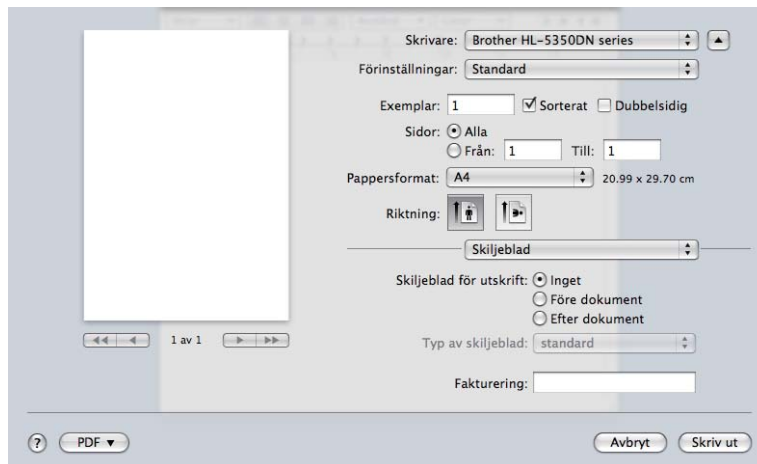 Skrivare: Brother HL-5350DN series
Förinställningar: Standard
Exemplar: 1 Sorterat Dubbelsidig
Sidor: Alla
Från: 1 Till: 1
Pappersformat: A4 20.99 x 29.70 cm
Riktning:
Skiljeblad
Skiljeblad för utskrift: Inget
Före dokument
Efter dokument
1 av 1
Typ av skiljeblad: standard
Fakturering:
? PDF Avbryt Skriv ut